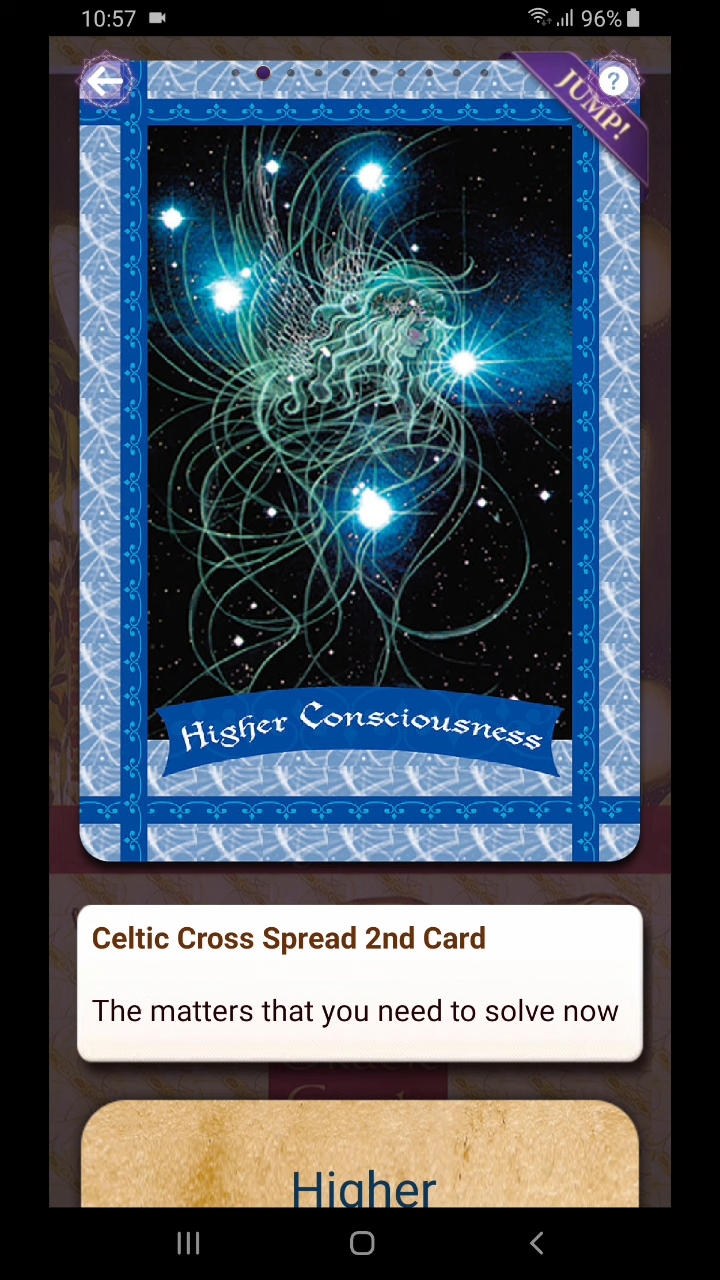 10:57
96%
JUMP!
?
Higher Consciousness
Celtic Cross Spread 2nd Card
The matters that you need to solve now
Higher